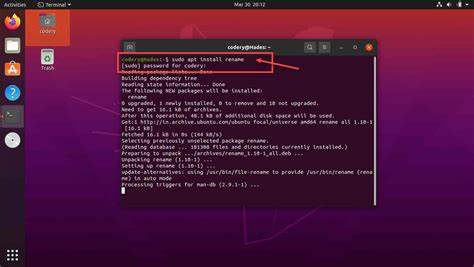 Activities
Terminal
Mar 30 20:12
codery
Trash
codery@Hades: ~
codery@Hades:~$ sudo apt install rename
[sudo] password for codery:
Reading package lists... Done
Building dependency tree
Reading state information... Done
The following NEW packages will be installed:
rename
0 upgraded, 1 newly installed, 0 to remove and 10 not upgraded.
Need to get 16.1 kB of archives.
After this operation, 48.1 kB of additional disk space will be used.
Get:1 http://in.archive.ubuntu.com/ubuntu focal/universe amd64 rename all 1.10-1
[16.1 kB]
Fetched 16.1 kB in 0s (144 kB/s)
Selecting previously unselected package rename.
(Reading database ... 181308 files and directories currently installed.)
Preparing to unpack .../archives/rename_1.10-1_all.deb ...
Unpacking rename (1.10-1) ...
Setting up rename (1.10-1) ...
update-alternatives: using /usr/bin/file-rename to provide /usr/bin/rename (rena
me) in auto mode
Processing triggers for man-db (2.9.1-1) ...